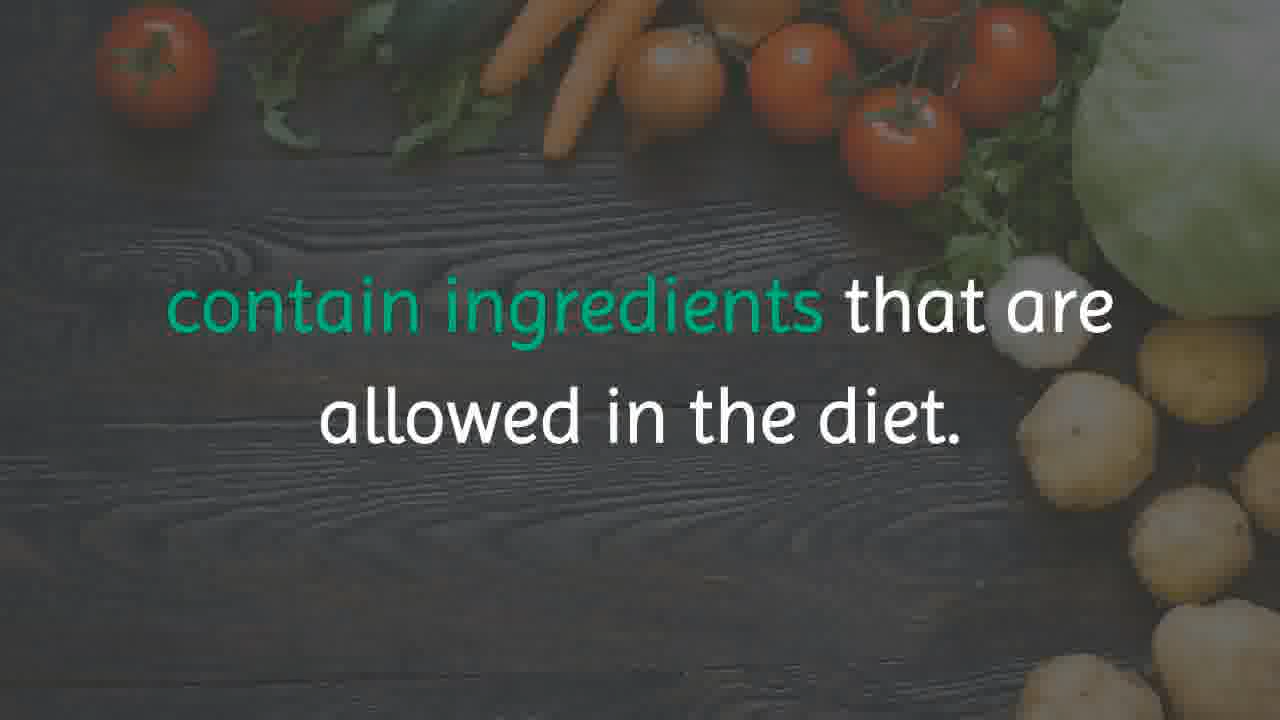 contain ingredients that are
allowed in the diet.